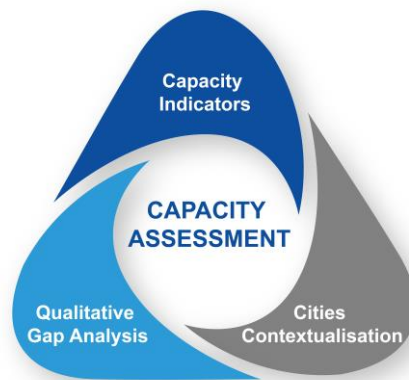 Capacity
Indicators
CAPACITY
ASSESSMENT
Qualitative
Gap Analysis
Cities
Contextualisation